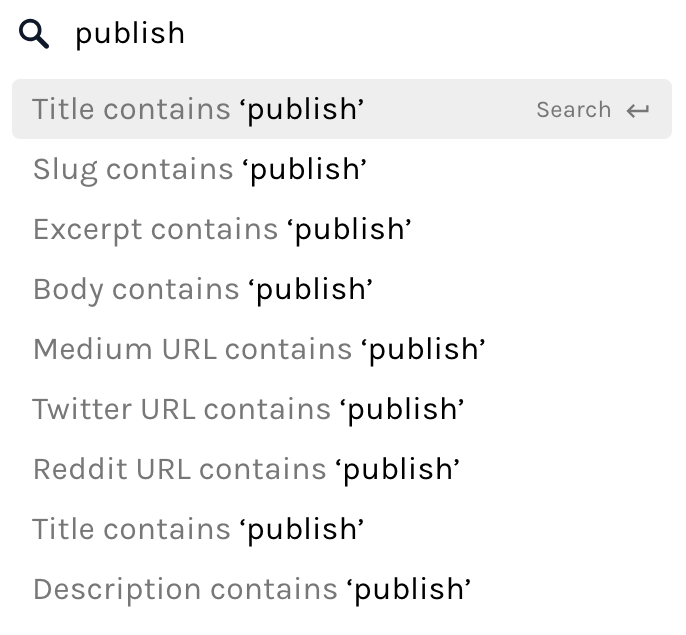 publish
Title contains ‘publish’ Search ↵
Slug contains ‘publish’
Excerpt contains ‘publish’
Body contains ‘publish’
Medium URL contains ‘publish’
Twitter URL contains ‘publish’
Reddit URL contains ‘publish’
Title contains ‘publish’
Description contains ‘publish’